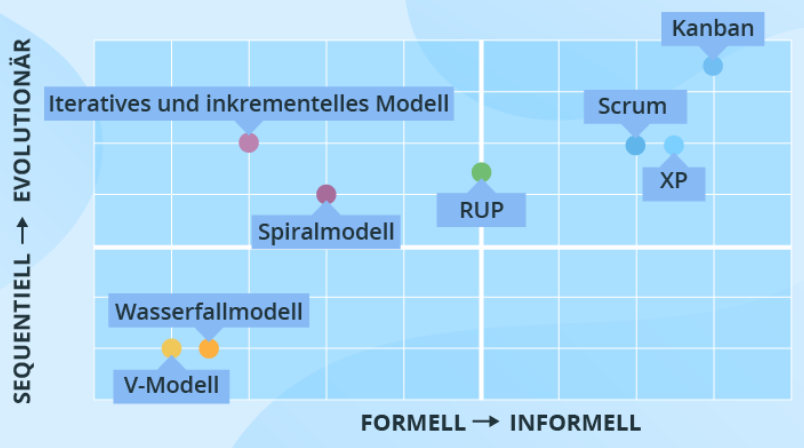 Kanban
Iteratives und inkrementelles Modell
Scrum
XP
RUP
Spiralmodell
Wasserfallmodell
V-Modell
SEQUENTIELL → EVOLUTIONÄR
FORMELL → INFORMELL